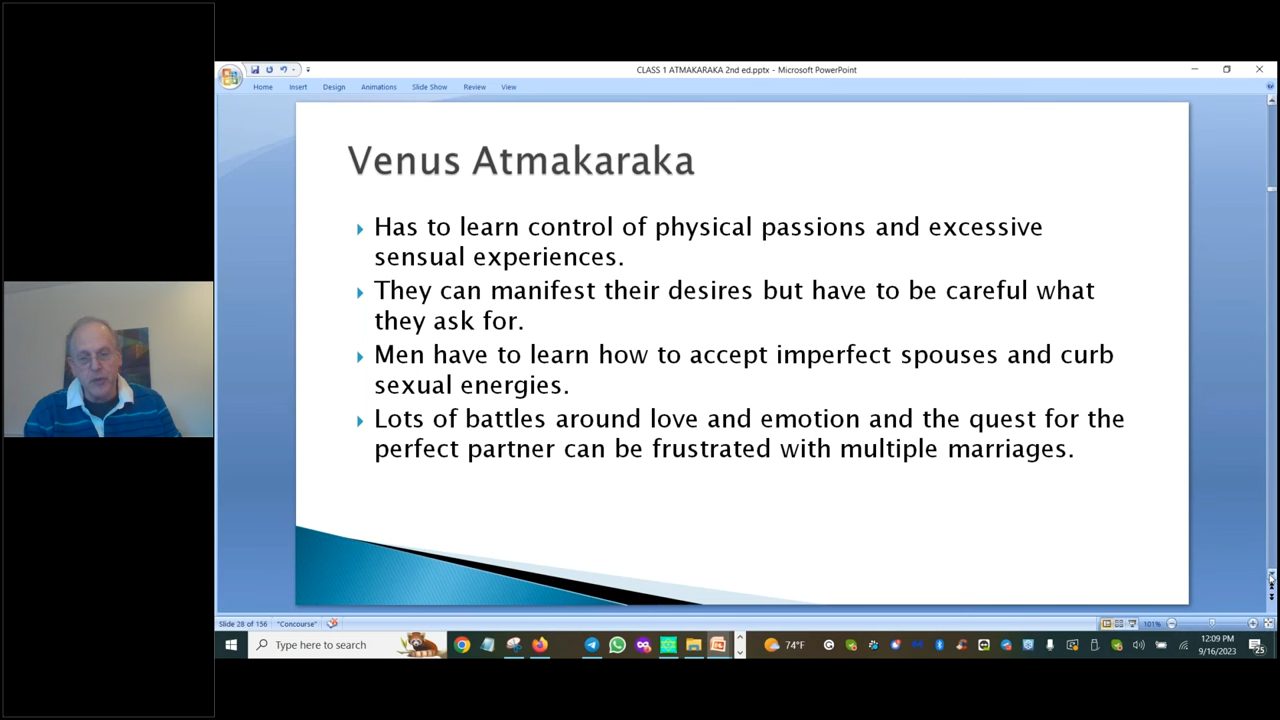 CLASS 1 ATMAKARAKA 2nd ed.pptx - Microsoft PowerPoint
Home Insert Design Animations Slide Show Review View
Venus Atmakaraka
Has to learn control of physical passions and excessive
sensual experiences.
They can manifest their desires but have to be careful what
they ask for.
Men have to learn how to accept imperfect spouses and curb
sexual energies.
Lots of battles around love and emotion and the quest for the
perfect partner can be frustrated with multiple marriages.
Slide 28 of 156 "Concourse" 101%
Type here to search 74°F 12:09 PM
9/16/2023 25